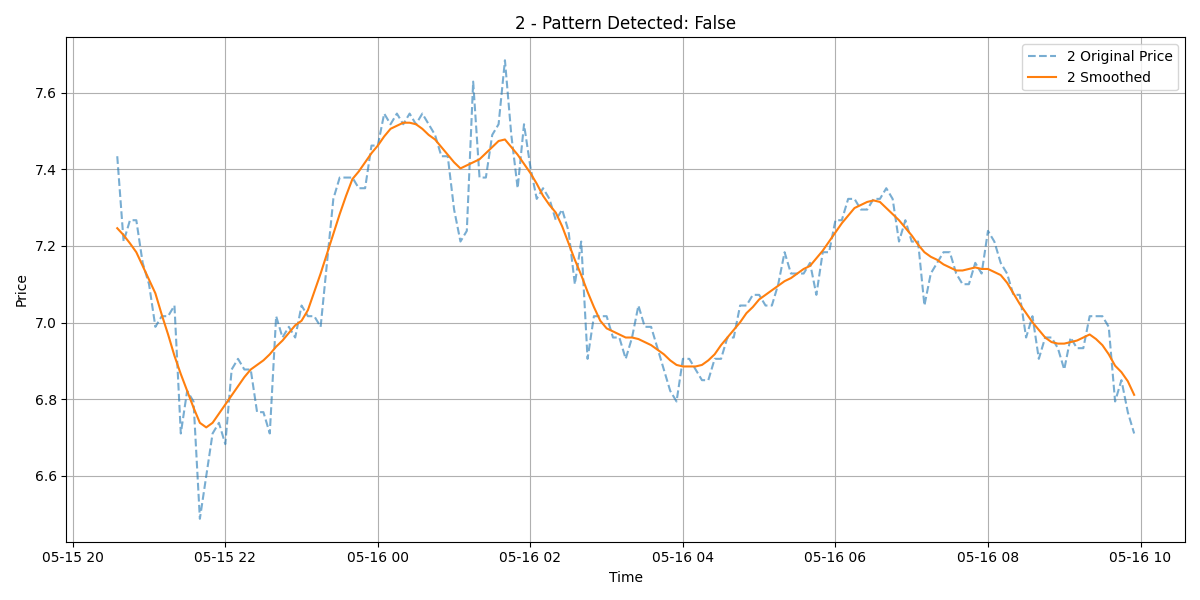 2 - Pattern Detected: False
2 Original Price
2 Smoothed
Price
7.6
7.4
7.2
7.0
6.8
6.6
05-15 20
05-15 22
05-16 00
05-16 02
05-16 04
05-16 06
05-16 08
05-16 10
Time